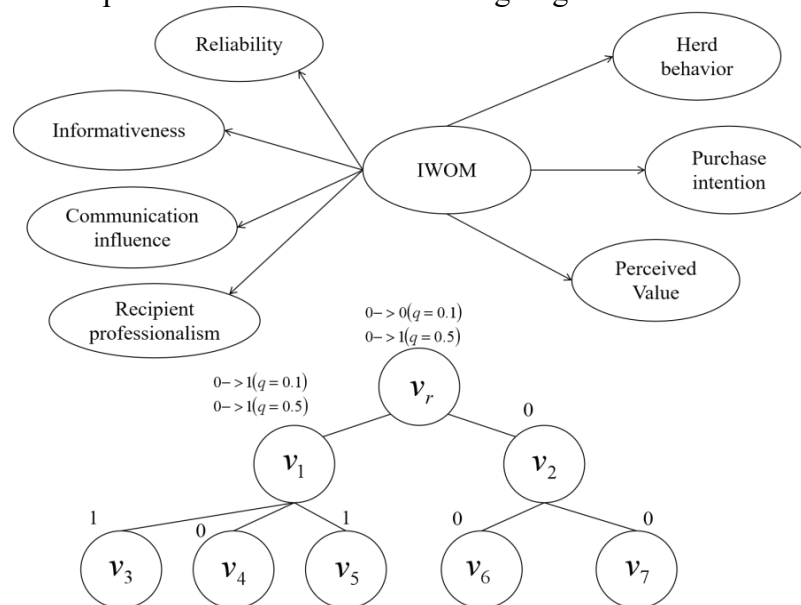 Reliability
Herd
behavior
Informativeness
IWOM
Purchase
intention
Communication
influence
Perceived
Value
Recipient
professionalism
0->0(q=0.1)
0->1(q=0.5)
0->1(q=0.1)
0->1(q=0.5)
v_r
0
v_1
v_2
1
0
1
0
0
v_3
v_4
v_5
v_6
v_7